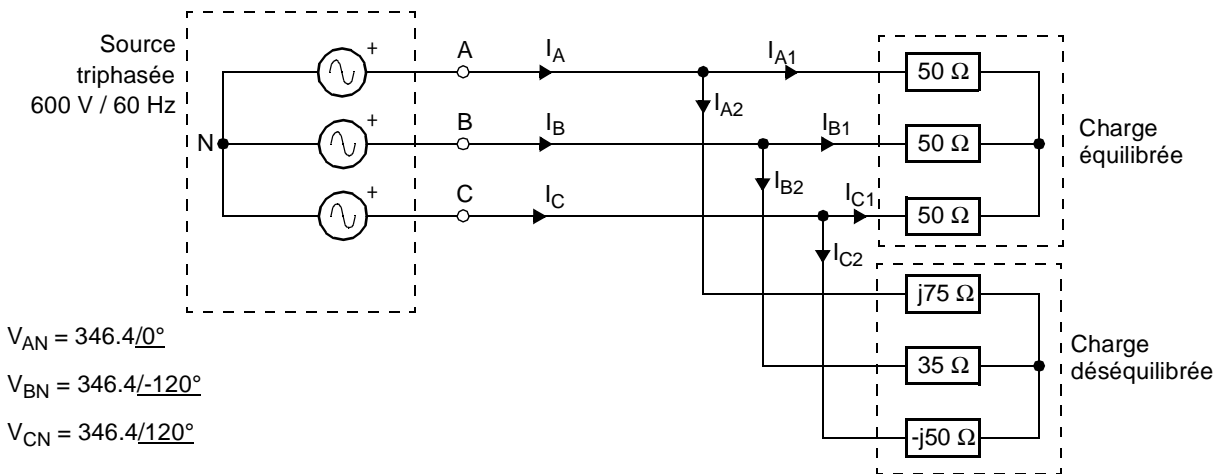 Source
triphasée
600 V / 60 Hz
N
+
+
+
A
B
C
I_A
I_B
I_C
I_A1
I_A2
I_B1
I_B2
I_C1
I_C2
50 Ω
50 Ω
50 Ω
Charge
équilibrée
j75 Ω
35 Ω
-j50 Ω
Charge
déséquilibrée
V_AN = 346.4/0°
V_BN = 346.4/-120°
V_CN = 346.4/120°